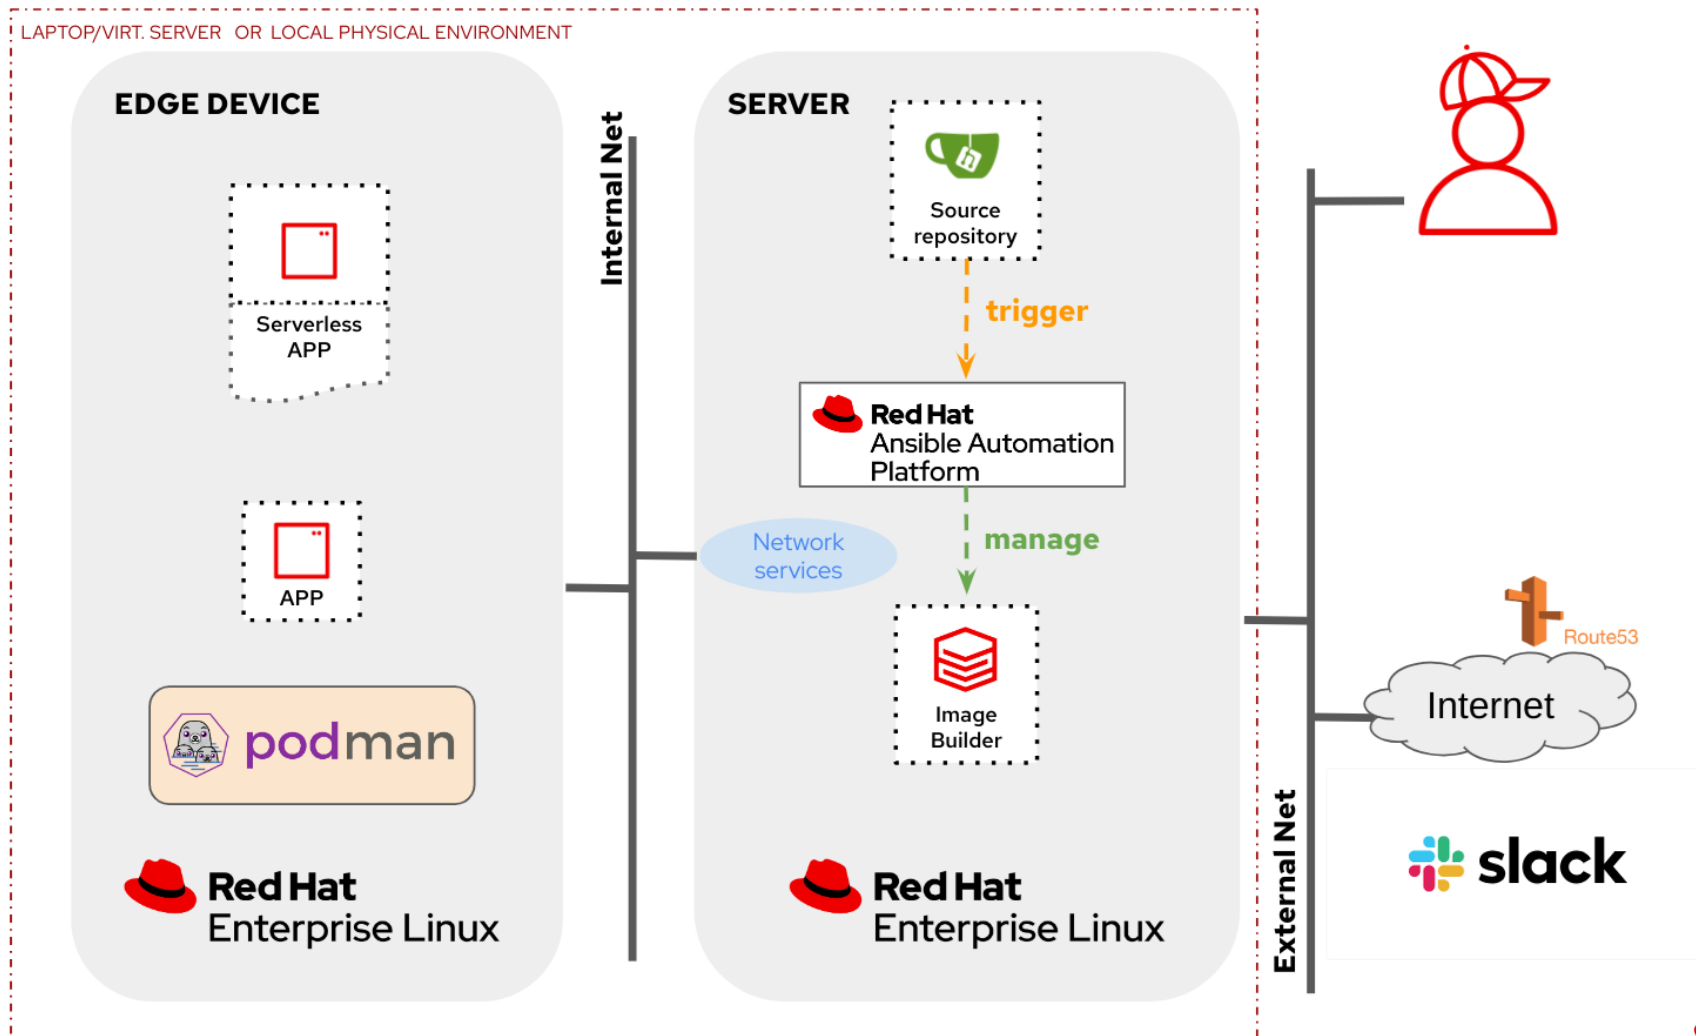 LAPTOP/VIRT. SERVER OR LOCAL PHYSICAL ENVIRONMENT
EDGE DEVICE
Serverless
APP
APP
podman
Red Hat
Enterprise Linux
Internal Net
SERVER
Source
repository
trigger
Red Hat
Ansible Automation
Platform
manage
Network
services
Image
Builder
Red Hat
Enterprise Linux
External Net
Route53
Internet
slack